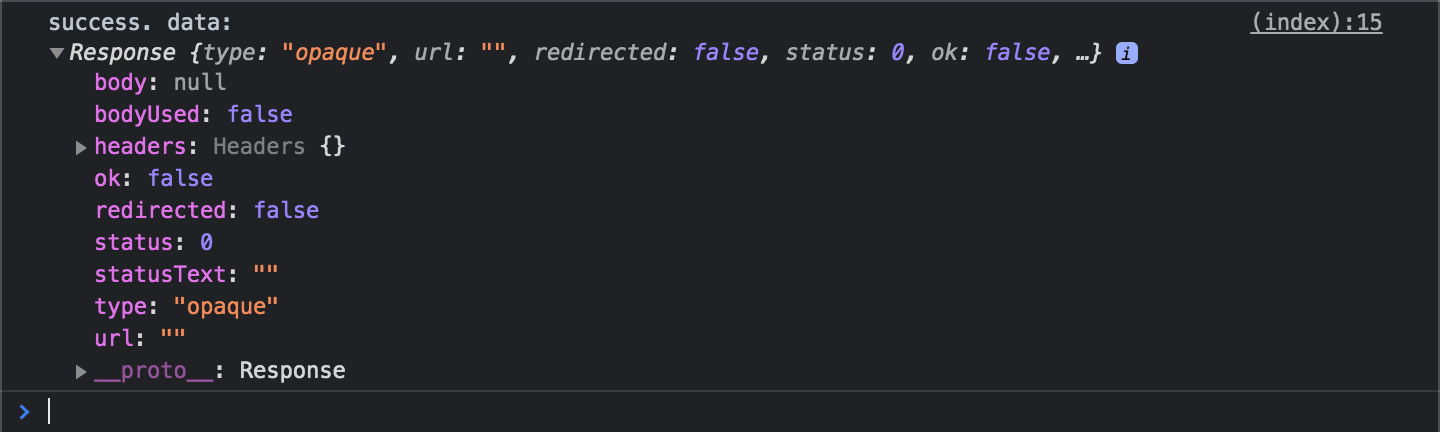 success. data: (index):15
Response {type: "opaque", url: "", redirected: false, status: 0, ok: false, …} i
body: null
bodyUsed: false
headers: Headers {}
ok: false
redirected: false
status: 0
statusText: ""
type: "opaque"
url: ""
__proto__: Response